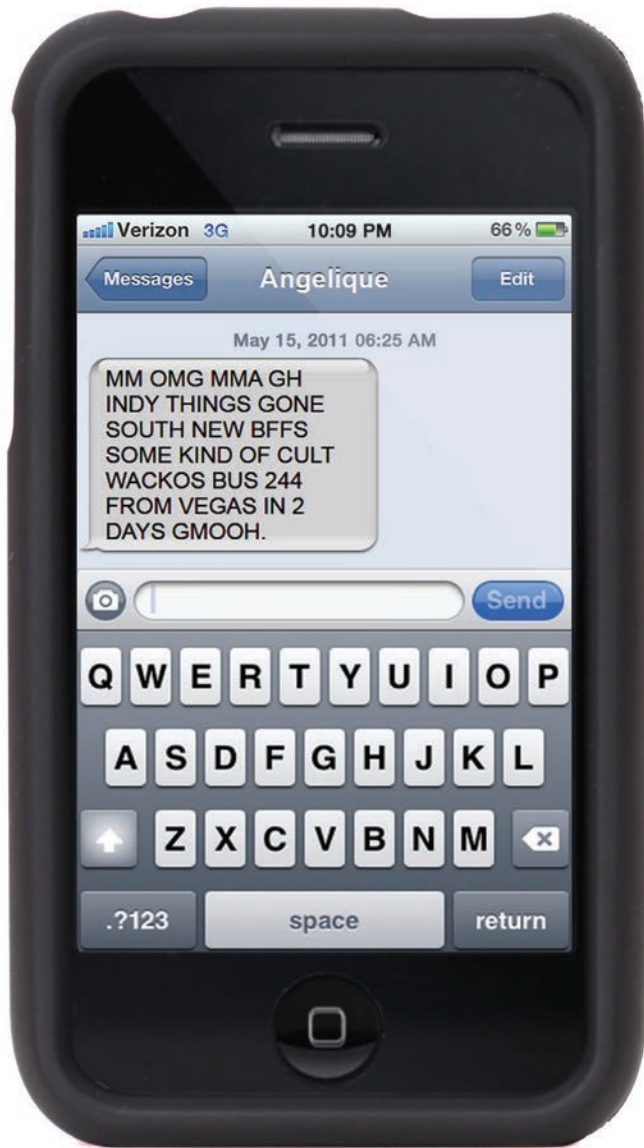 Verizon 3G 10:09 PM 66%
Messages Angelique Edit
May 15, 2011 06:25 AM
MM OMG MMA GH
INDY THINGS GONE
SOUTH NEW BFFS
SOME KIND OF CULT
WACKOS BUS 244
FROM VEGAS IN 2
DAYS GMOOH.
Send
Q W E R T Y U I O P
A S D F G H J K L
Z X C V B N M
.?123 space return